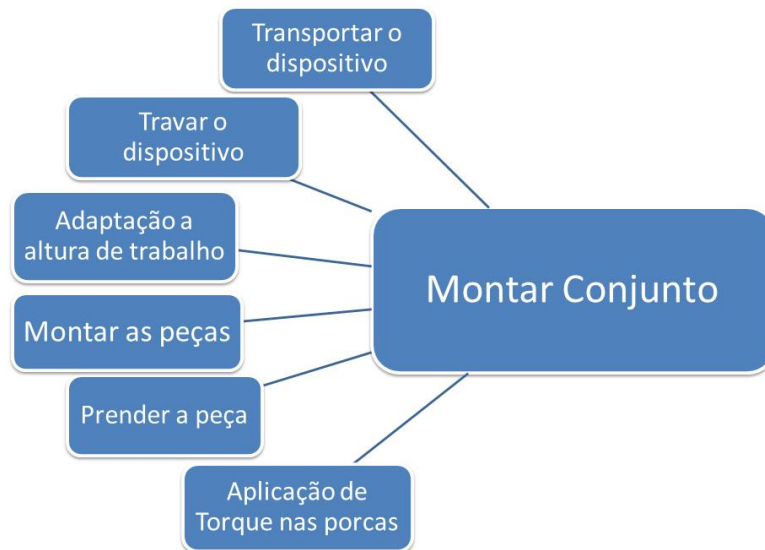 Transportar o
dispositivo
Travar o
dispositivo
Adaptação a
altura de trabalho
Montar as peças
Prender a peça
Aplicação de
Torque nas porcas
Montar Conjunto